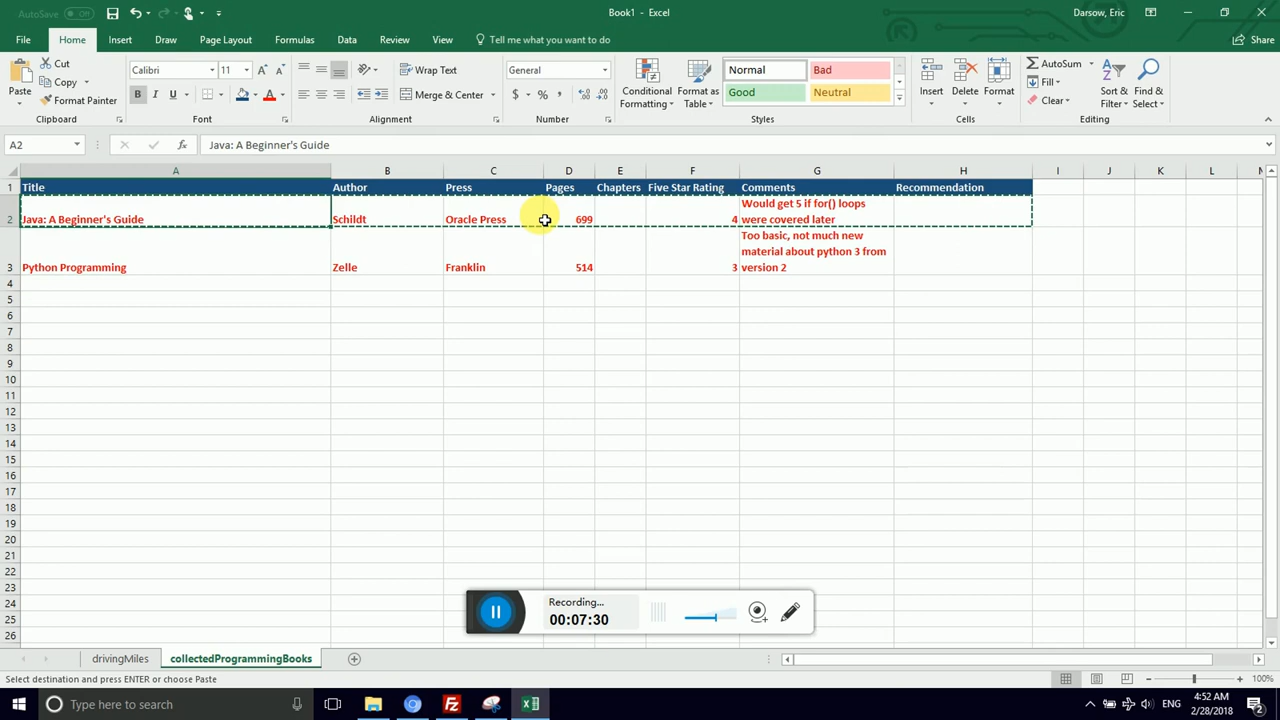 AutoSave Off
Book1 - Excel
Darsow, Eric
File Home Insert Draw Page Layout Formulas Data Review View Tell me what you want to do Share
Paste
Cut
Copy
Format Painter
Clipboard
Calibri 11 A A
B I U A
Font
Wrap Text
Merge & Center
Alignment
General
$ % ,
Number
Conditional Formatting
Format as Table
Normal Bad
Good Neutral
Styles
Insert Delete Format
Cells
AutoSum
Fill
Clear
Sort & Filter
Find & Select
Editing
A2 fx Java: A Beginner's Guide
A B C D E F G H I J K L M
1 Title Author Press Pages Chapters Five Star Rating Comments Recommendation
2 Java: A Beginner's Guide Schildt Oracle Press 699 4 Would get 5 if for() loops
were covered later
3 Python Programming Zelle Franklin 514 3 Too basic, not much new
material about python 3 from
version 2
4
5
6
7
8
9
10
11
12
13
14
15
16
17
18
19
20
21
22
23
24
25
26
Recording...
00:07:30
drivingMiles collectedProgrammingBooks
Select destination and press ENTER or choose Paste
100%
Type here to search
ENG
4:52 AM
2/28/2018
2